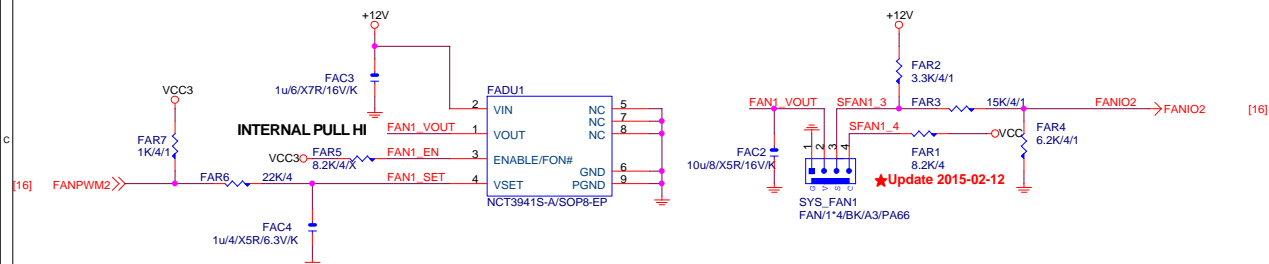 +12V
FAC3
1u/6/X7R/16V/K
VCC3
FAR7
1K/4/1
INTERNAL PULL HI
FAN1_VOUT
VCC3
FAR5
8.2K/4/X
FAN1_EN
[16]
FANPWM2
FAR6
22K/4
FAN1_SET
FAC4
1u/4/X5R/6.3V/K
FADU1
2
VIN
1
VOUT
3
ENABLE/FON#
4
VSET
NC
5
NC
7
NC
8
GND
6
PGND
9
NCT3941S-A/SOP8-EP
C
+12V
FAR2
3.3K/4/1
FAN1_VOUT
SFAN1_3
FAR3
15K/4/1
FANIO2
FANIO2
[16]
SFAN1_4
VCC
FAR4
6.2K/4/1
FAR1
8.2K/4
FAC2
10u/8/X5R/16V/K
1
2
3
4
G
V
S
C
★Update 2015-02-12
SYS_FAN1
FAN/1*4/BK/A3/PA66